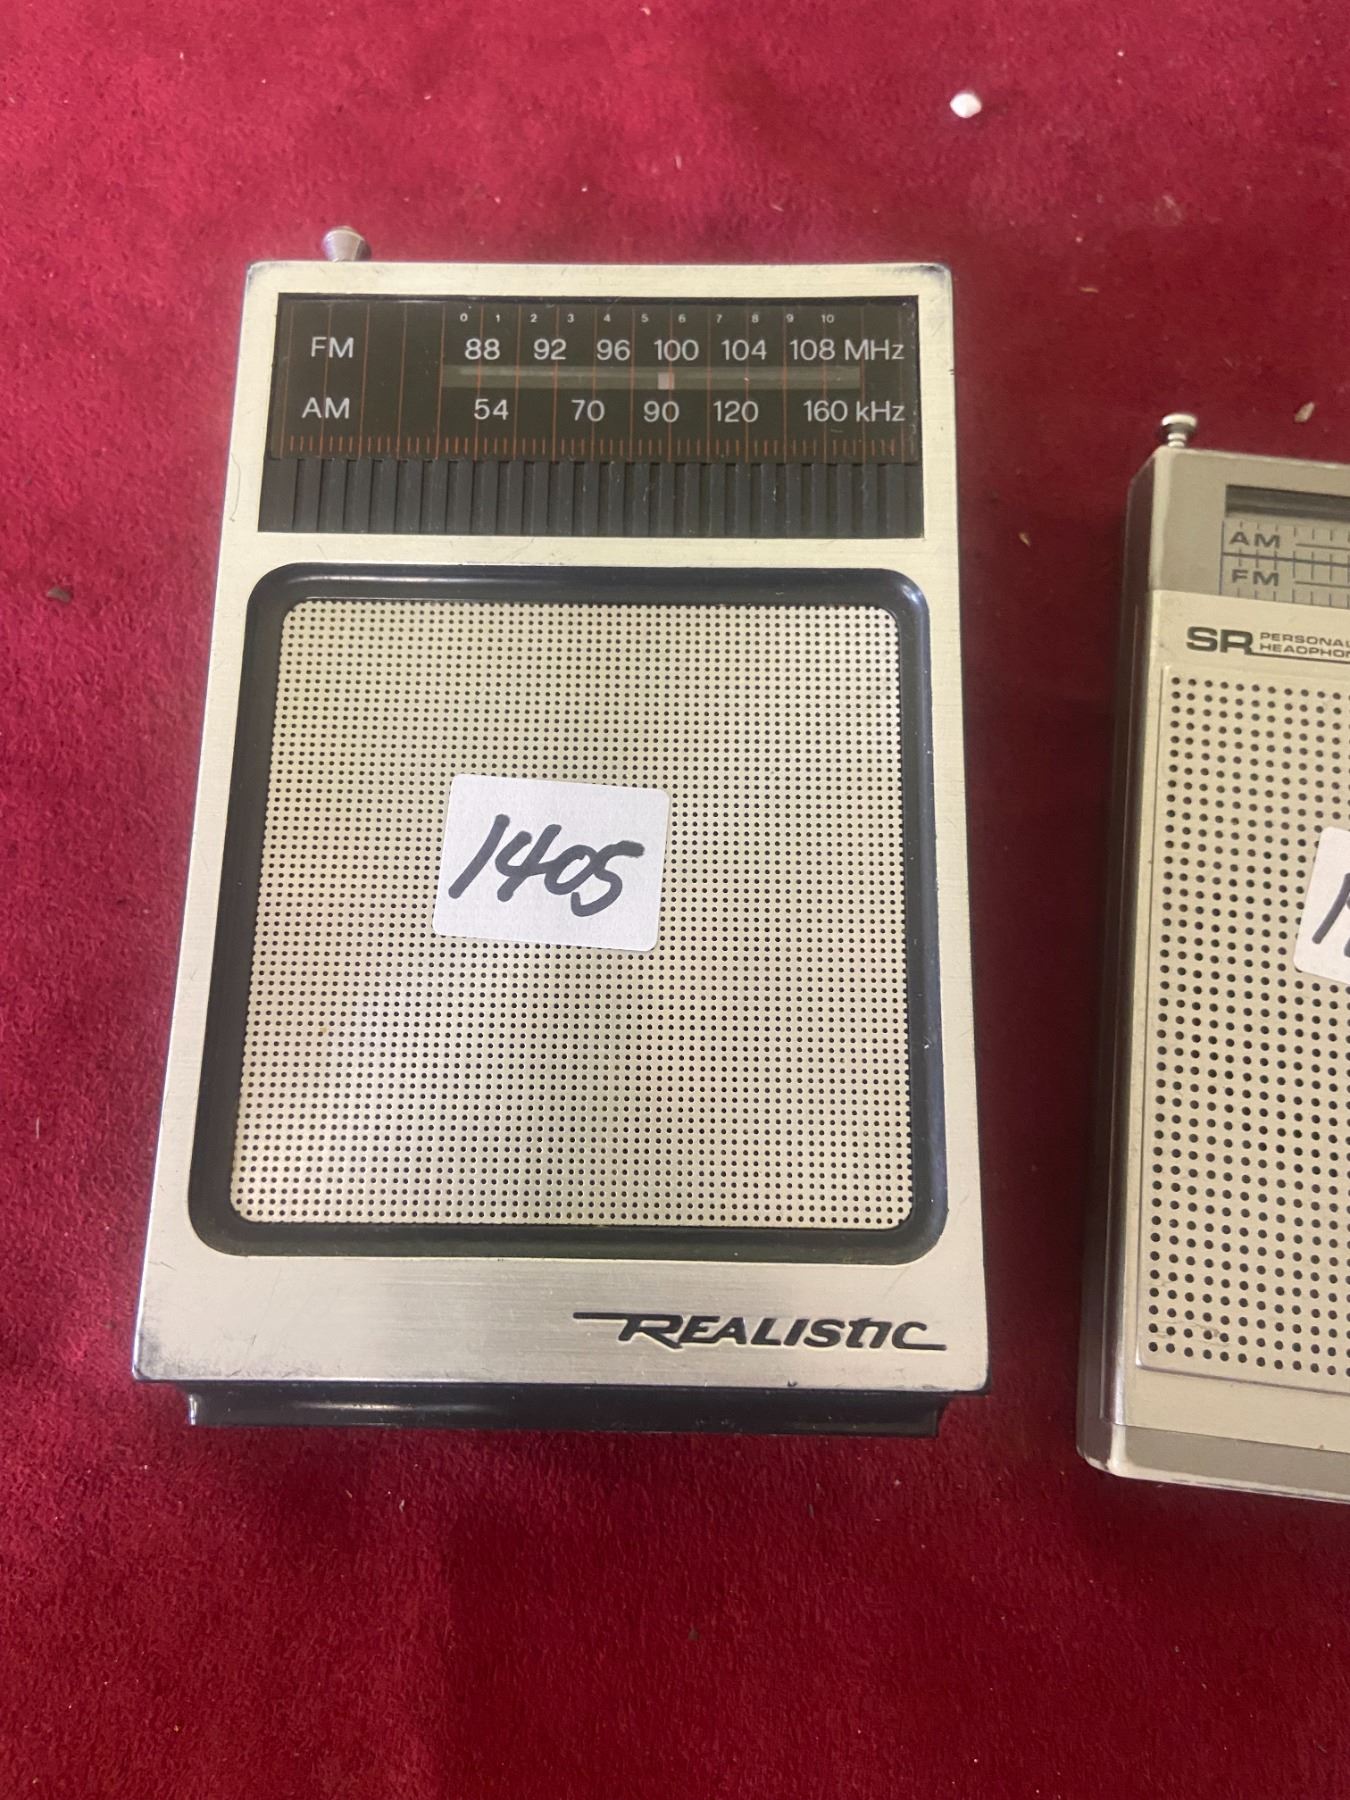 0 1 2 3 4 5 6 7 8 9 10
FM 88 92 96 100 104 108 MHz
AM 54 70 90 120 160 kHz
1405
REALISTIC
AM
FM
SR PERSONAL
HEADPHON